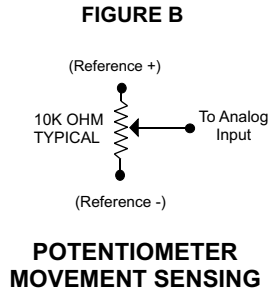 FIGURE B
(Reference +)
10K OHM
TYPICAL
To Analog
Input
(Reference -)
POTENTIOMETER
MOVEMENT SENSING